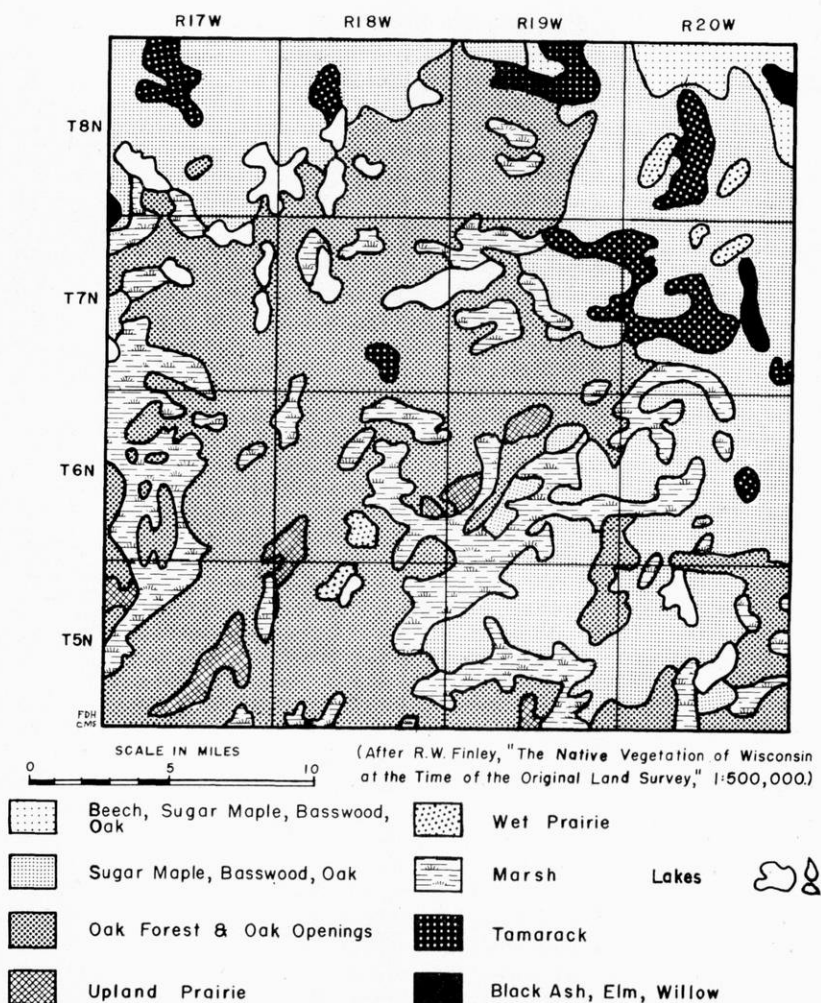 R17W R18W R19W R20W
T8N
T7N
T6N
T5N
FDH
CMS
SCALE IN MILES
0 5 10
(After R.W. Finley, "The Native Vegetation of Wisconsin
at the Time of the Original Land Survey," 1:500,000.)
Beech, Sugar Maple, Basswood,
Oak
Wet Prairie
Sugar Maple, Basswood, Oak
Marsh
Lakes
Oak Forest & Oak Openings
Tamarack
Upland Prairie
Black Ash, Elm, Willow